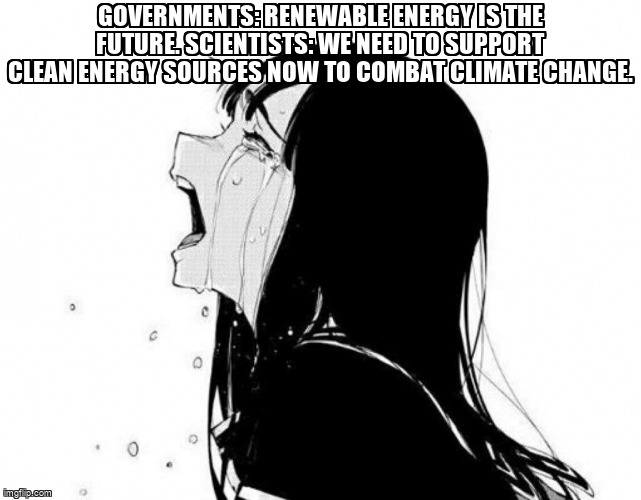 GOVERNMENTS: RENEWABLE ENERGY IS THE
FUTURE. SCIENTISTS: WE NEED TO SUPPORT
CLEAN ENERGY SOURCES NOW TO COMBAT CLIMATE CHANGE.
imgflip.com